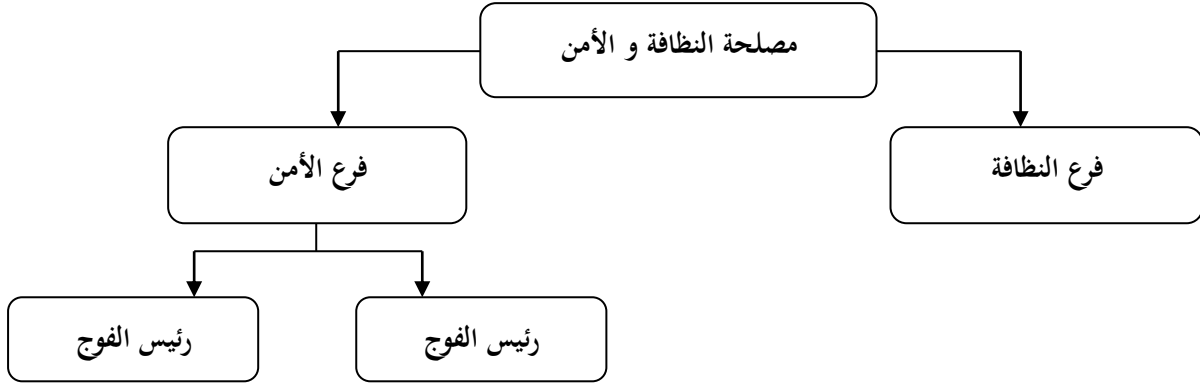 مصلحة النظافة و الأمن
فرع النظافة
فرع الأمن
رئيس الفوج
رئيس الفوج